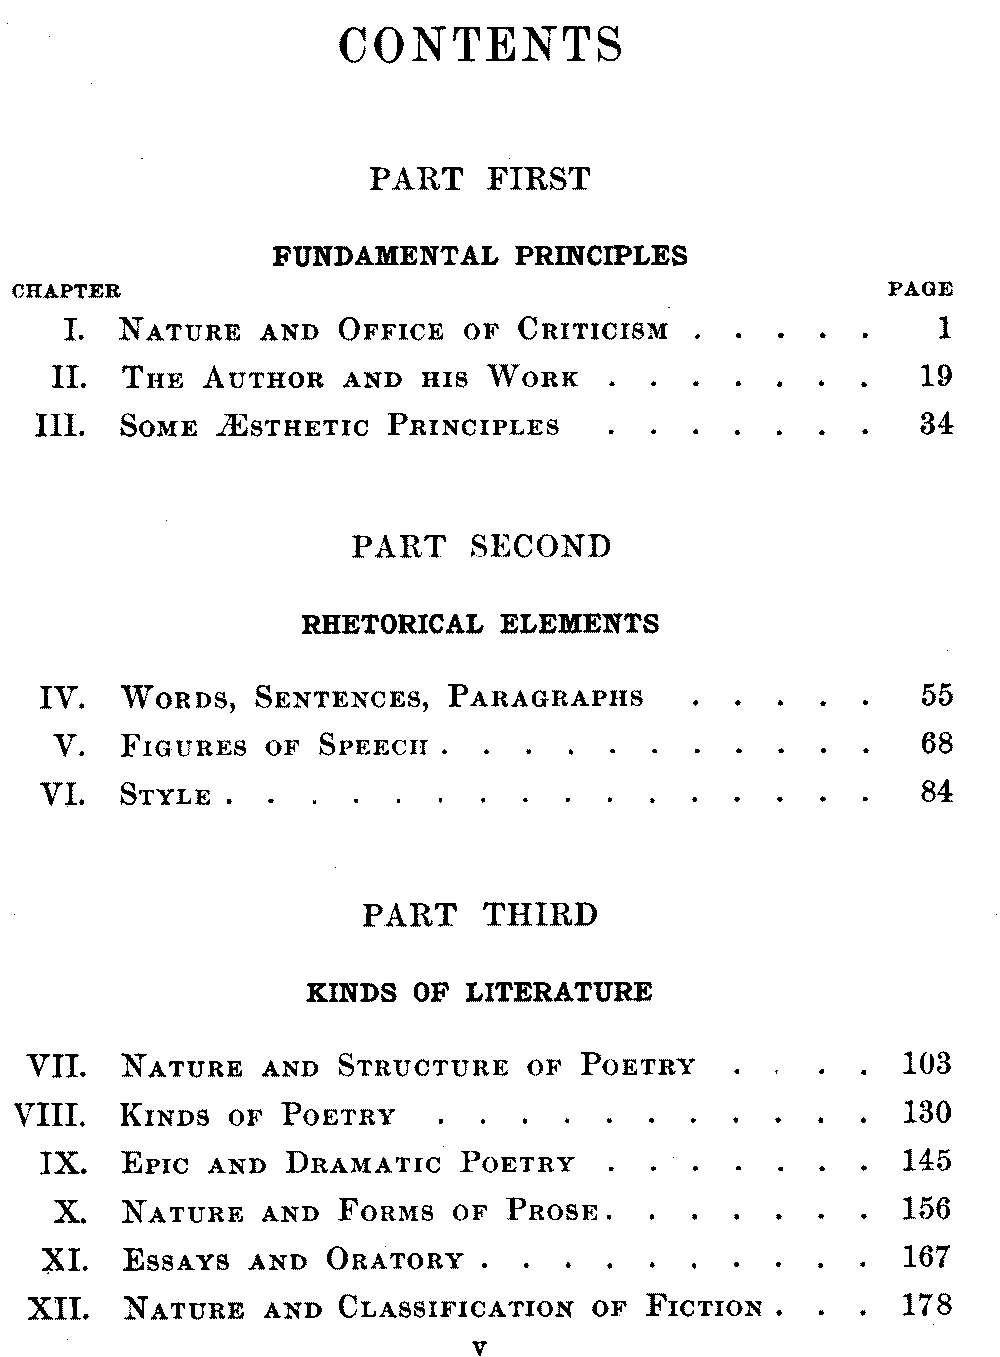 CONTENTS
PART FIRST
FUNDAMENTAL PRINCIPLES
CHAPTER PAGE
I. NATURE AND OFFICE OF CRITICISM . . . . . 1
II. THE AUTHOR AND HIS WORK . . . . . . . 19
III. SOME ÆSTHETIC PRINCIPLES . . . . . . . 34
PART SECOND
RHETORICAL ELEMENTS
IV. WORDS, SENTENCES, PARAGRAPHS . . . . . 55
V. FIGURES OF SPEECH . . . . . . . . . . . 68
VI. STYLE . . . . . . . . . . . . . . . . 84
PART THIRD
KINDS OF LITERATURE
VII. NATURE AND STRUCTURE OF POETRY . . . . 103
VIII. KINDS OF POETRY . . . . . . . . . . . 130
IX. EPIC AND DRAMATIC POETRY . . . . . . . 145
X. NATURE AND FORMS OF PROSE . . . . . . . 156
XI. ESSAYS AND ORATORY . . . . . . . . . . 167
XII. NATURE AND CLASSIFICATION OF FICTION . . . 178
v